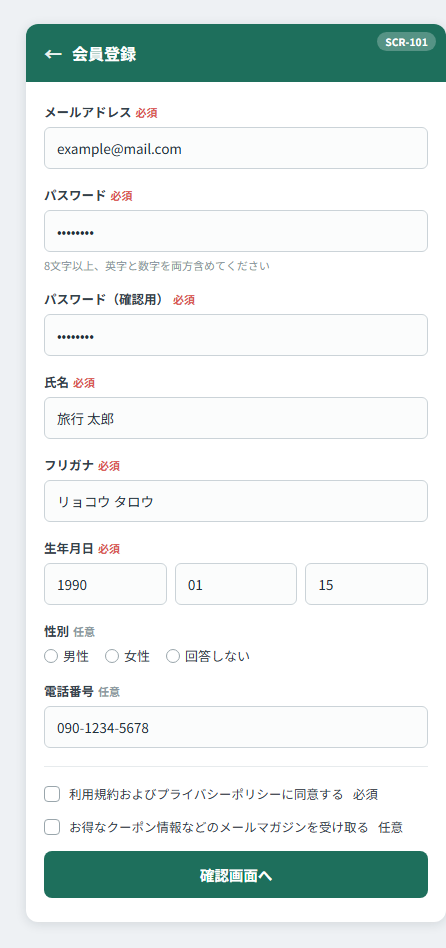 ← 会員登録
SCR-101
メールアドレス 必須
example@mail.com
パスワード 必須
••••••••
8文字以上、英字と数字を両方含めてください
パスワード（確認用） 必須
••••••••
氏名 必須
旅行 太郎
フリガナ 必須
リョコウ タロウ
生年月日 必須
1990 01 15
性別 任意
男性 女性 回答しない
電話番号 任意
090-1234-5678
利用規約およびプライバシーポリシーに同意する 必須
お得なクーポン情報などのメールマガジンを受け取る 任意
確認画面へ